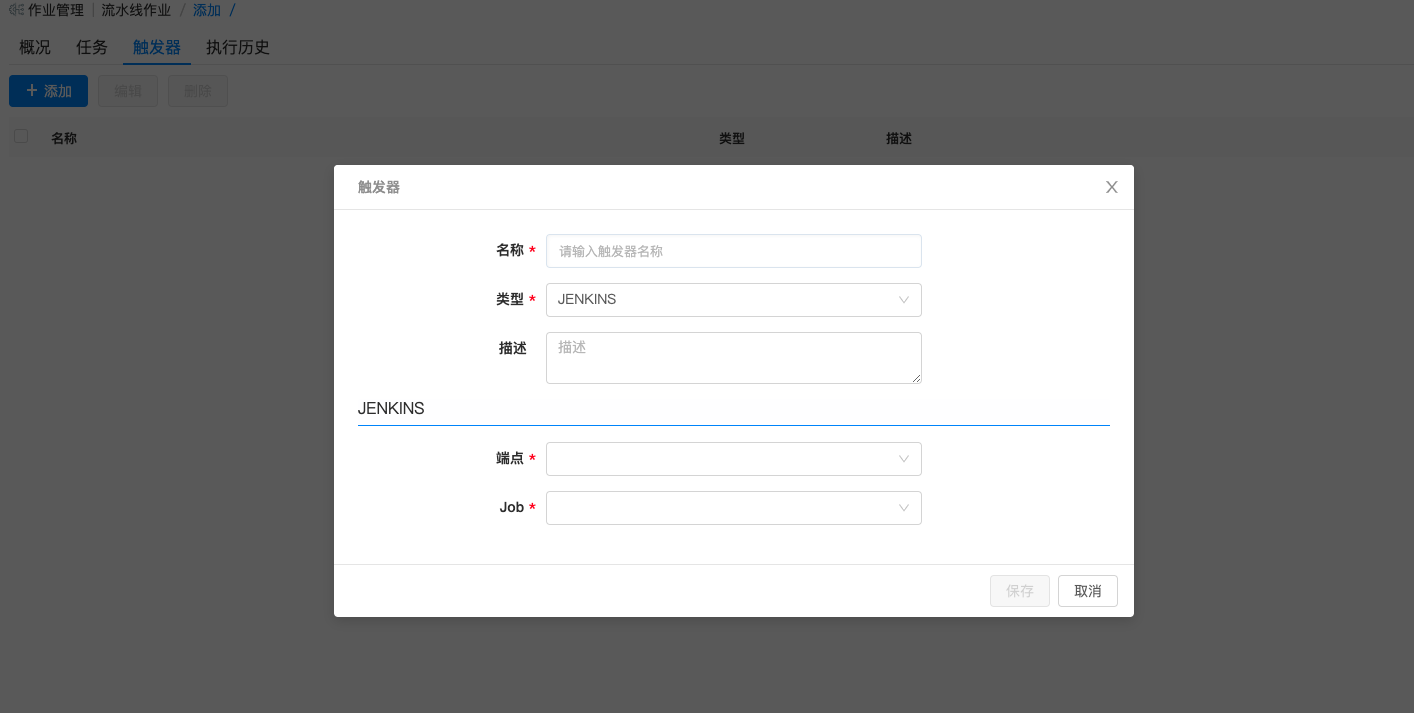 作业管理 | 流水线作业 / 添加 /
概况 任务 触发器 执行历史
+ 添加 编辑 删除
名称 类型 描述
触发器 X
名称 * 请输入触发器名称
类型 * JENKINS
描述 描述
JENKINS
端点 *
Job *
保存 取消